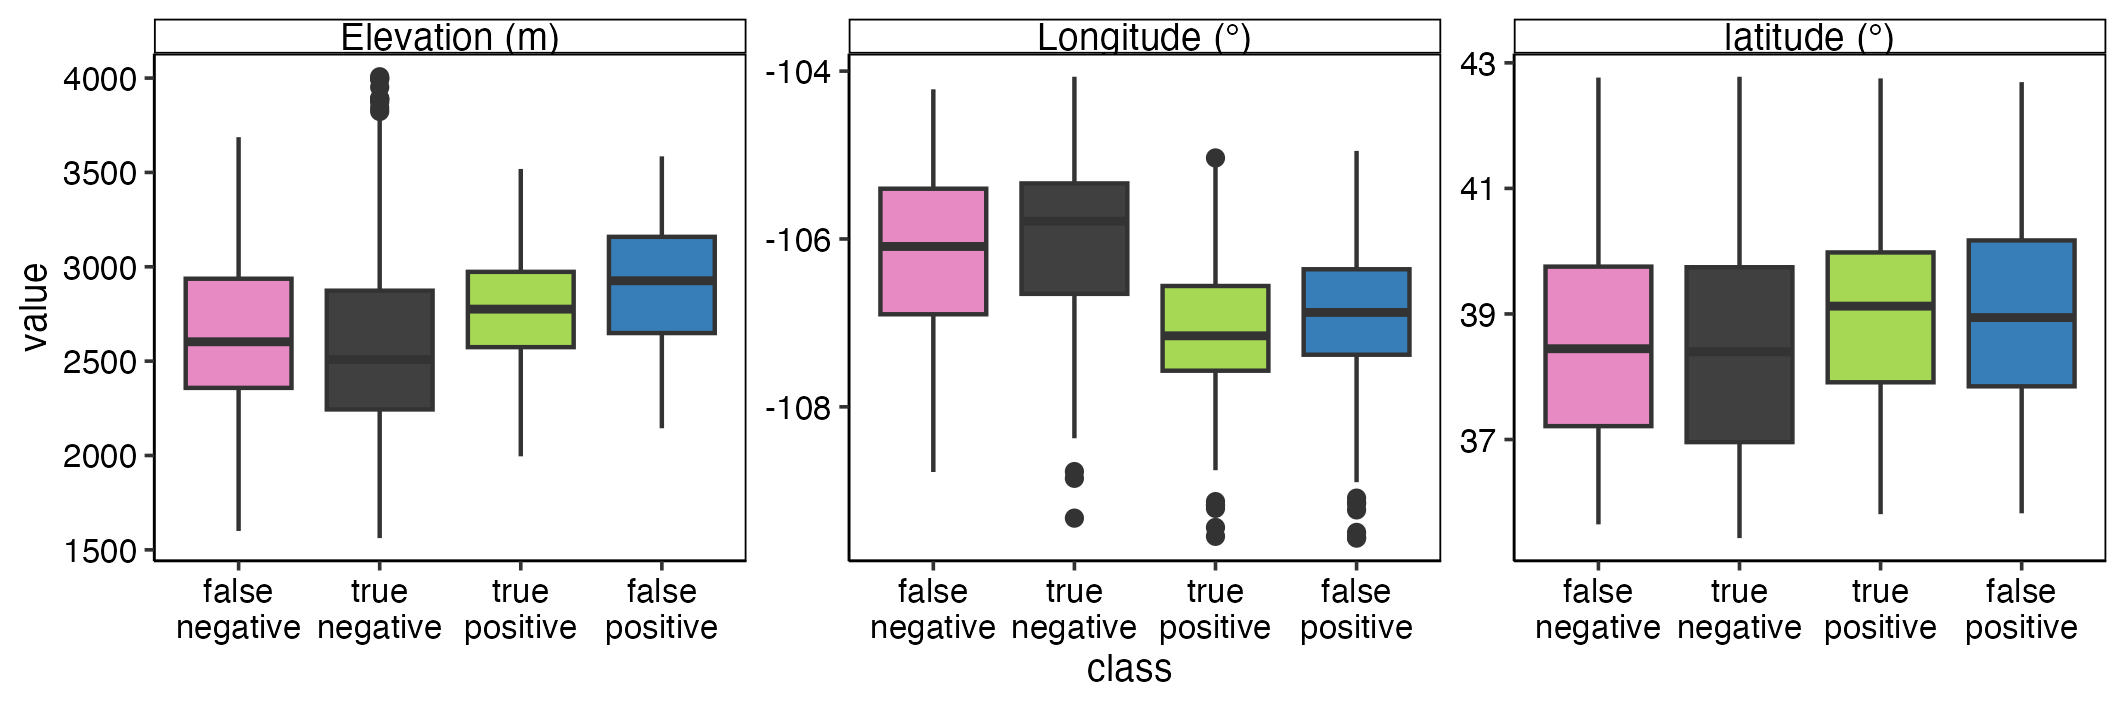 Elevation (m)
Longitude (°)
latitude (°)
value
4000
3500
3000
2500
2000
1500
-104
-106
-108
43
41
39
37
false negative
true negative
true positive
false positive
false negative
true negative
true positive
false positive
false negative
true negative
true positive
false positive
class